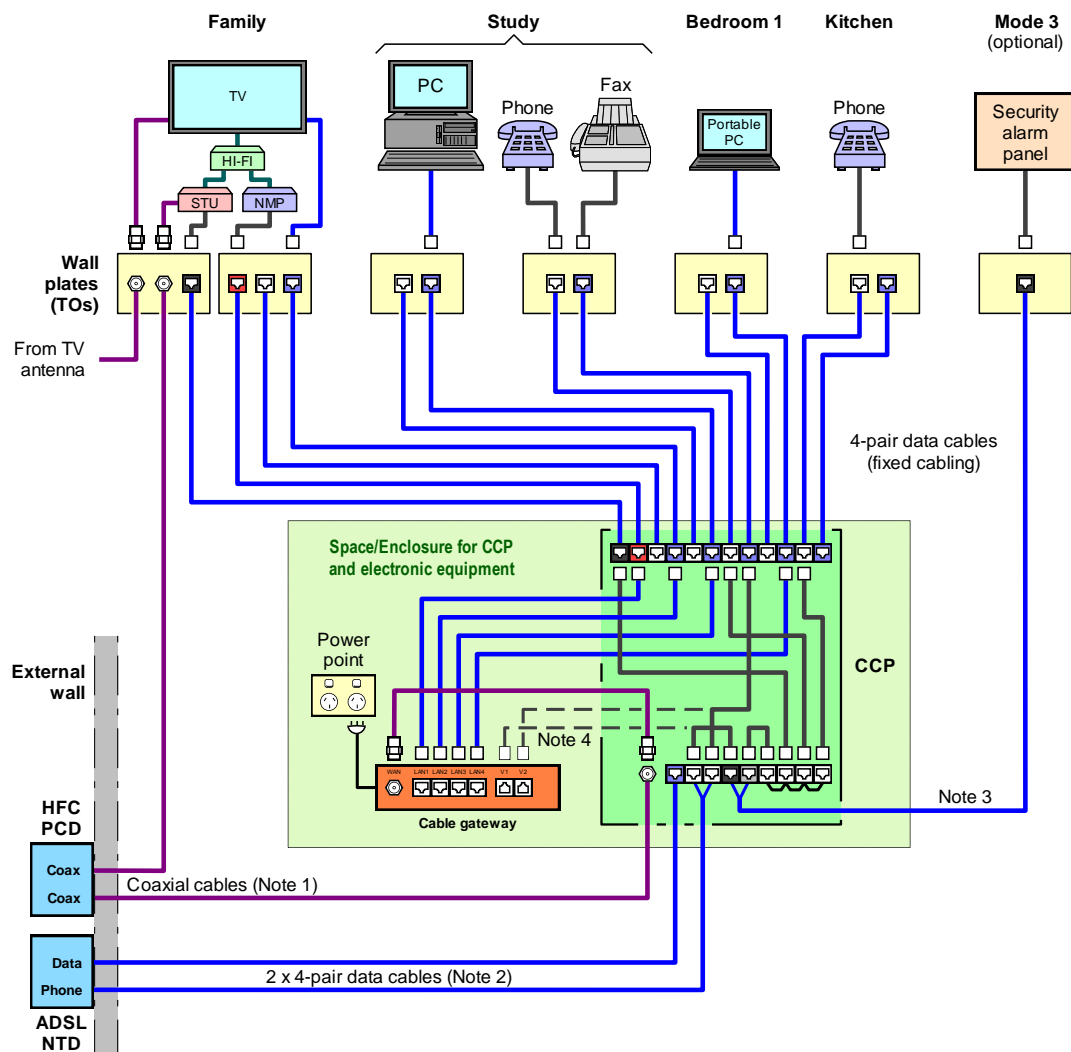 Family
Study
Bedroom 1
Kitchen
Mode 3
(optional)
TV
HI-FI
STU
NMP
PC
Phone
Fax
Portable
PC
Phone
Security
alarm
panel
Wall
plates
(TOs)
From TV
antenna
4-pair data cables
(fixed cabling)
Space/Enclosure for CCP
and electronic equipment
CCP
Power
point
External
wall
Note 4
WAN
LAN1
LAN2
LAN3
LAN4
V1
V2
Cable gateway
Note 3
HFC
PCD
Coax
Coax
Coaxial cables (Note 1)
Data
Phone
2 x 4-pair data cables (Note 2)
ADSL
NTD